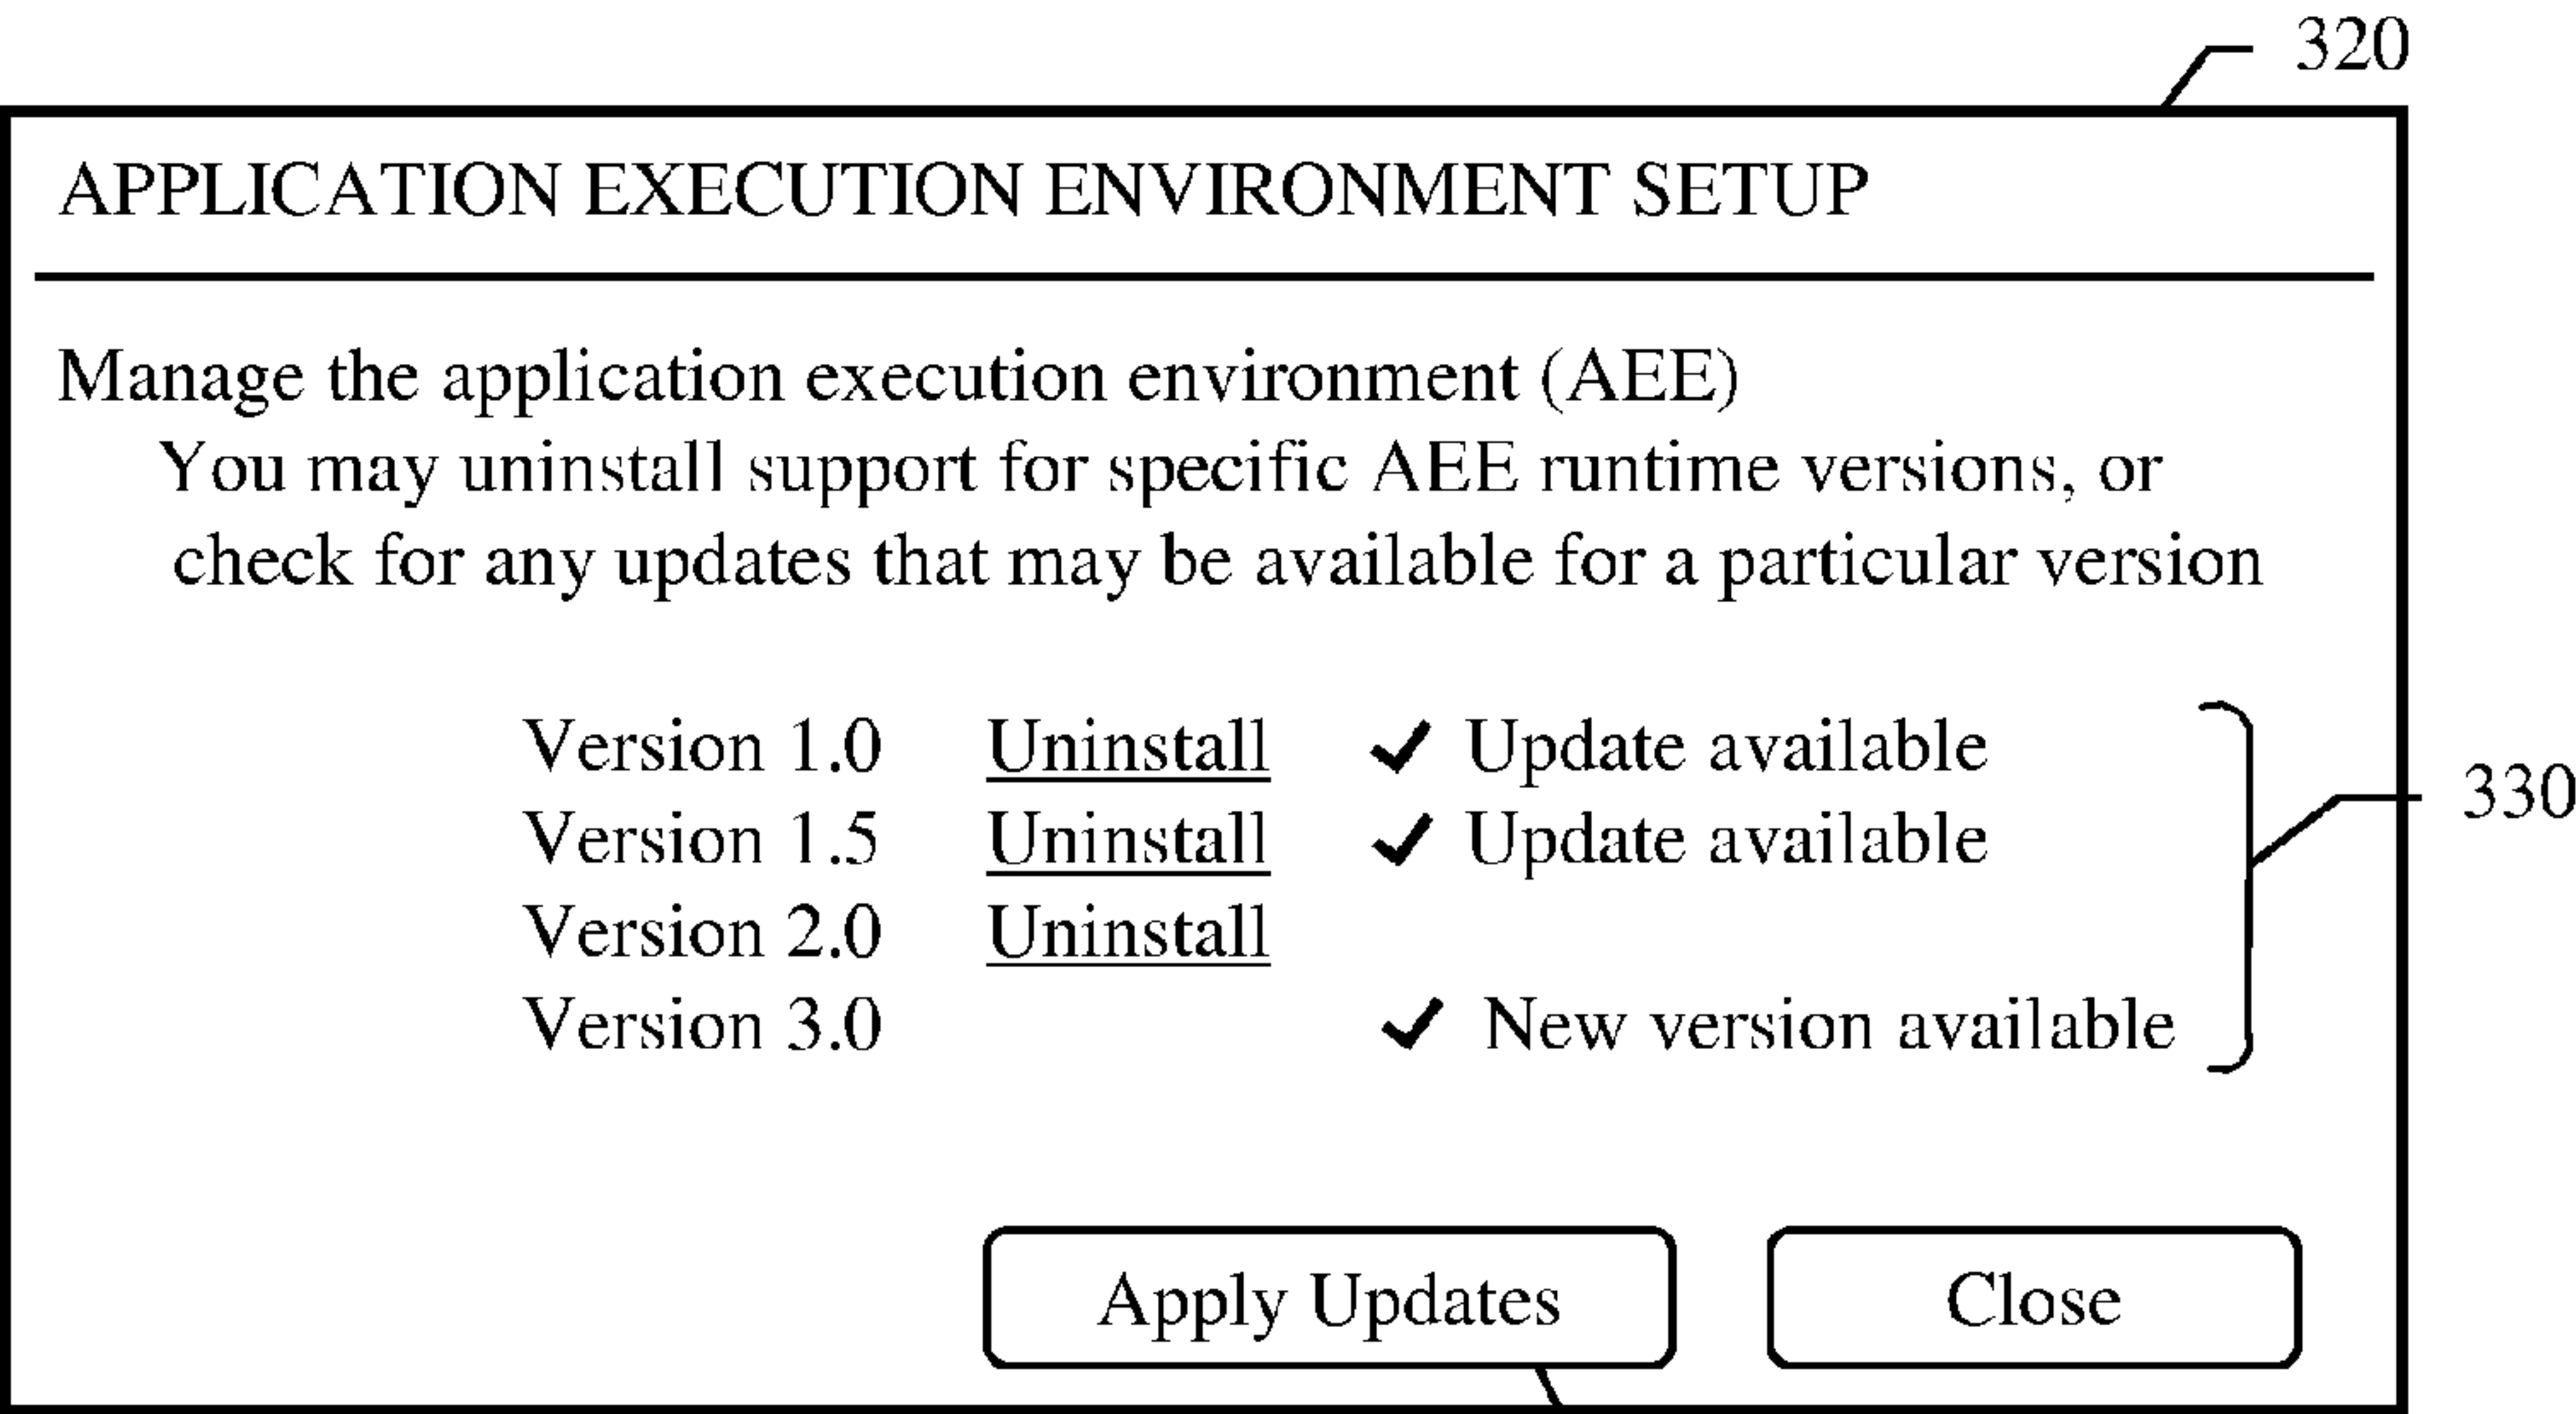 320
APPLICATION EXECUTION ENVIRONMENT SETUP
Manage the application execution environment (AEE)
You may uninstall support for specific AEE runtime versions, or
check for any updates that may be available for a particular version
Version 1.0 Uninstall ✓ Update available
Version 1.5 Uninstall ✓ Update available
Version 2.0 Uninstall
Version 3.0 ✓ New version available
330
Apply Updates Close